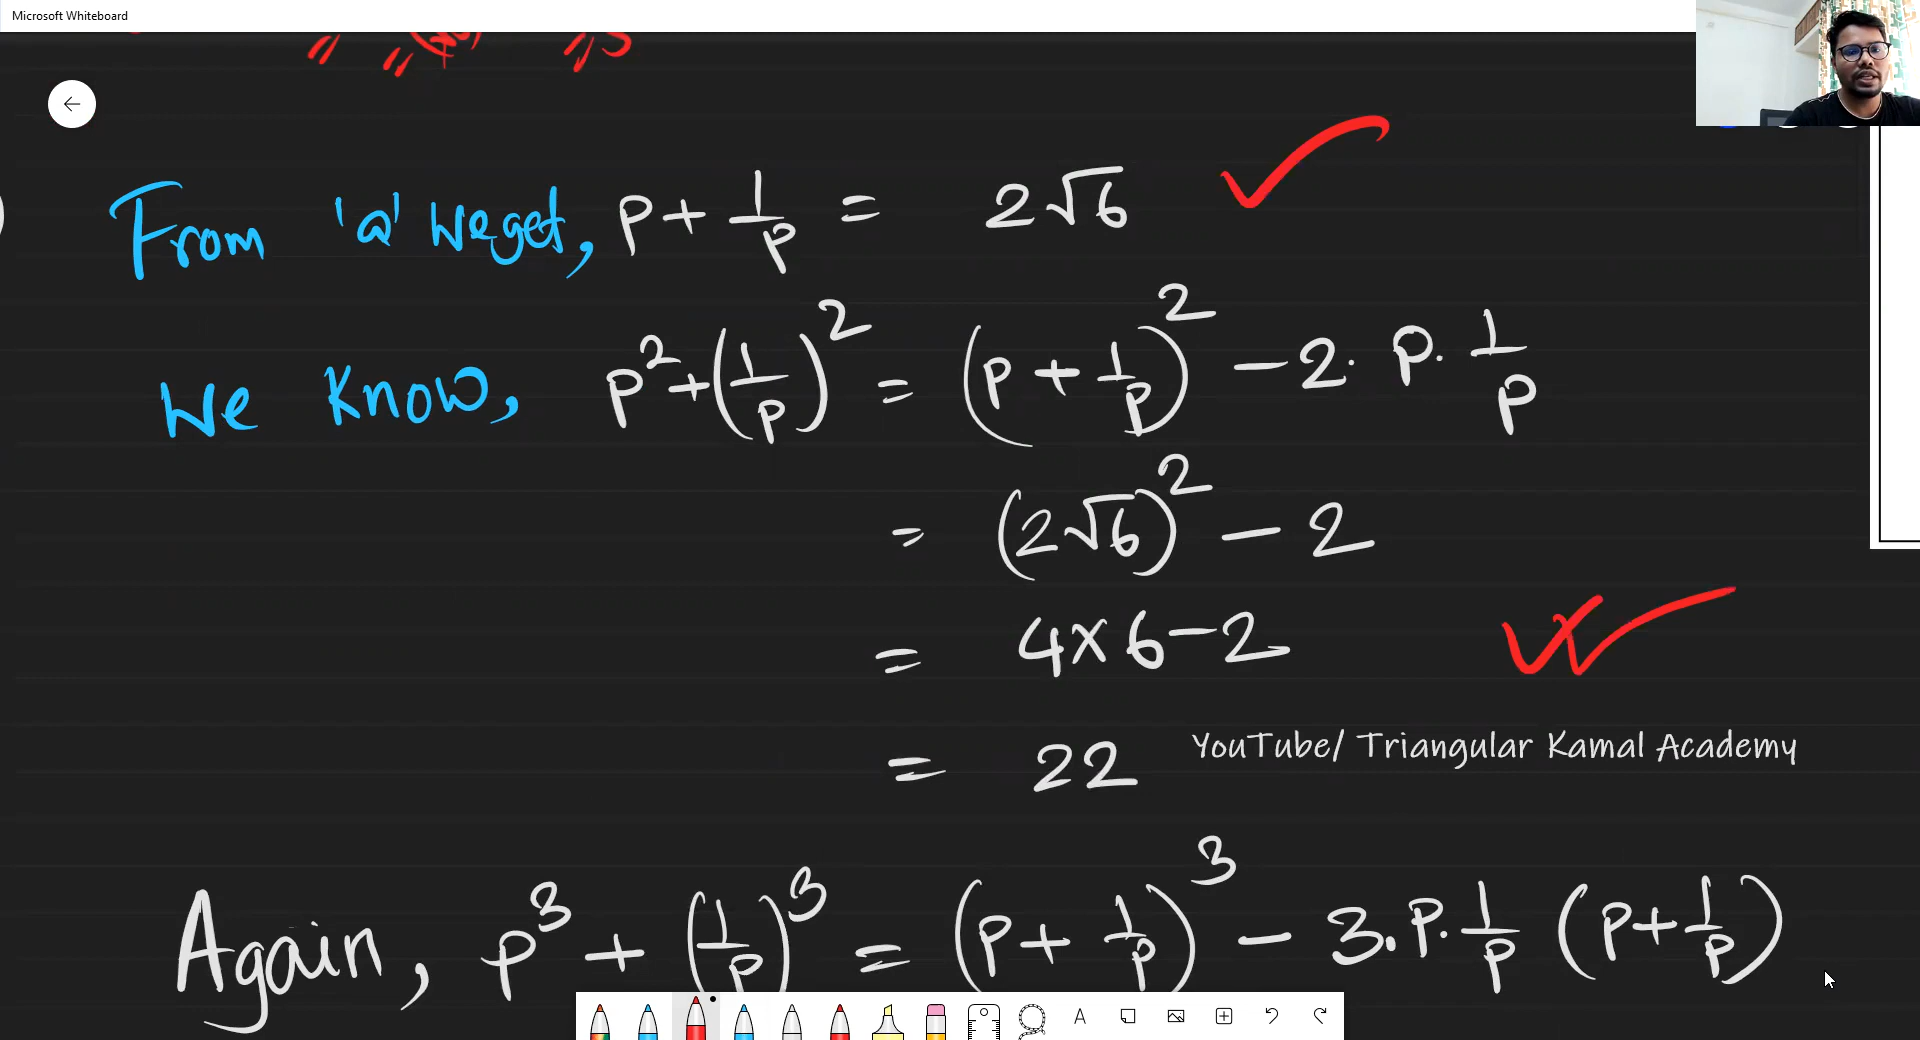 Microsoft Whiteboard
From 'a' We get, p + 1/p = 2√6
We know, p² + (1/p)² = (p + 1/p)² − 2. p. 1/p
= (2√6)² − 2
= 4 × 6 − 2
= 22
YouTube/ Triangular Kamal Academy
Again, p³ + (1/p)³ = (p + 1/p)³ − 3. p. 1/p (p + 1/p)